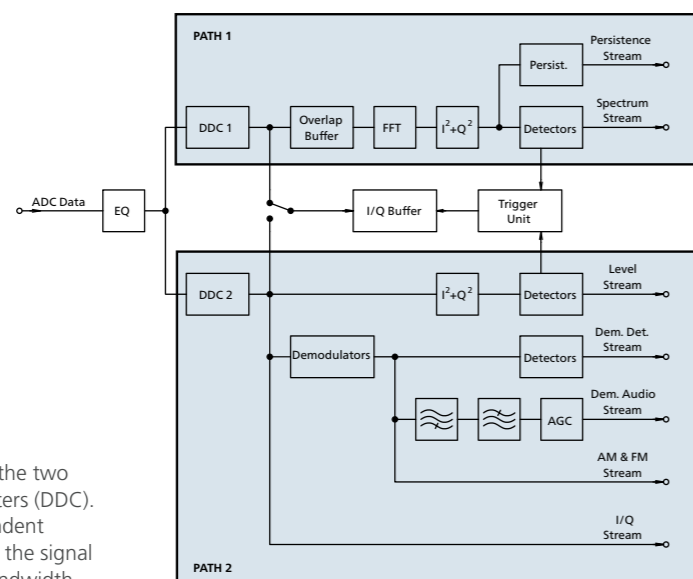 PATH 1
Persistence
Stream
Persist.
Spectrum
Stream
DDC 1
Overlap
Buffer
FFT
I²+Q²
Detectors
ADC Data
EQ
I/Q Buffer
Trigger
Unit
Level
Stream
DDC 2
I²+Q²
Detectors
Dem. Det.
Stream
Demodulators
Detectors
Dem. Audio
Stream
AGC
AM & FM
Stream
I/Q
Stream
PATH 2
the two
ters (DDC).
ndent
the signal
ndwidth